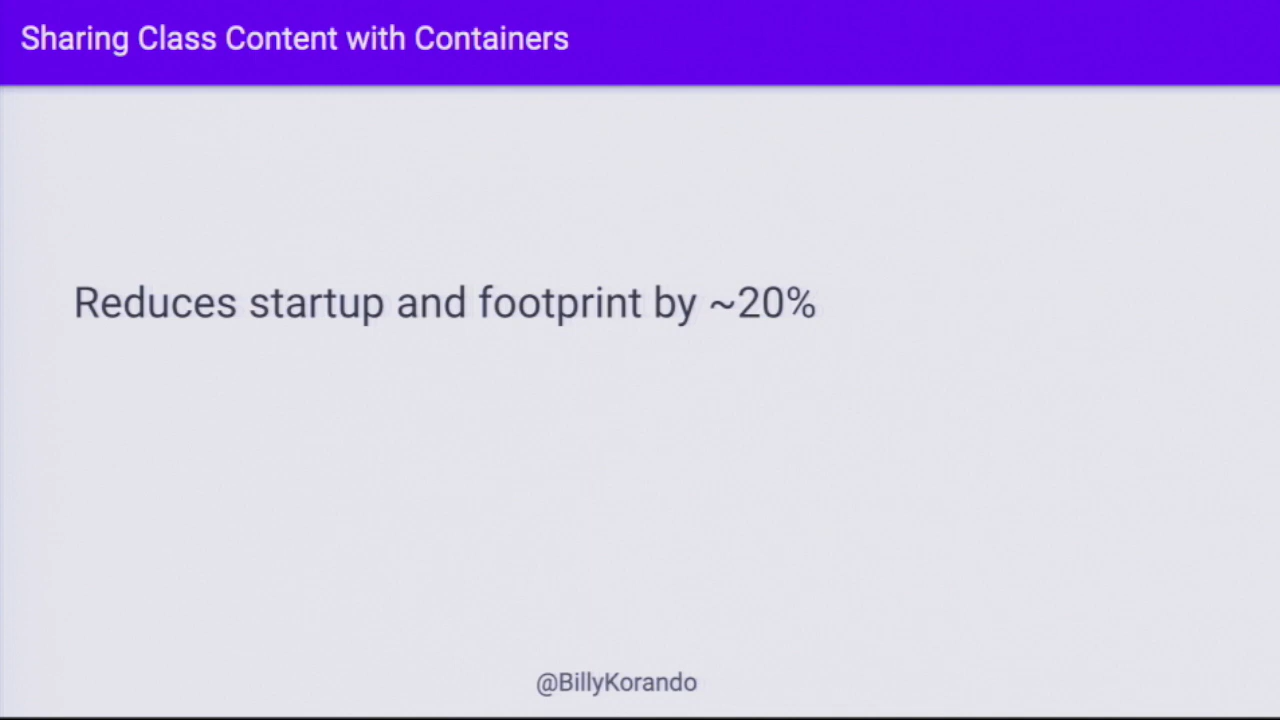 Sharing Class Content with Containers
Reduces startup and footprint by ~20%
@BillyKorando